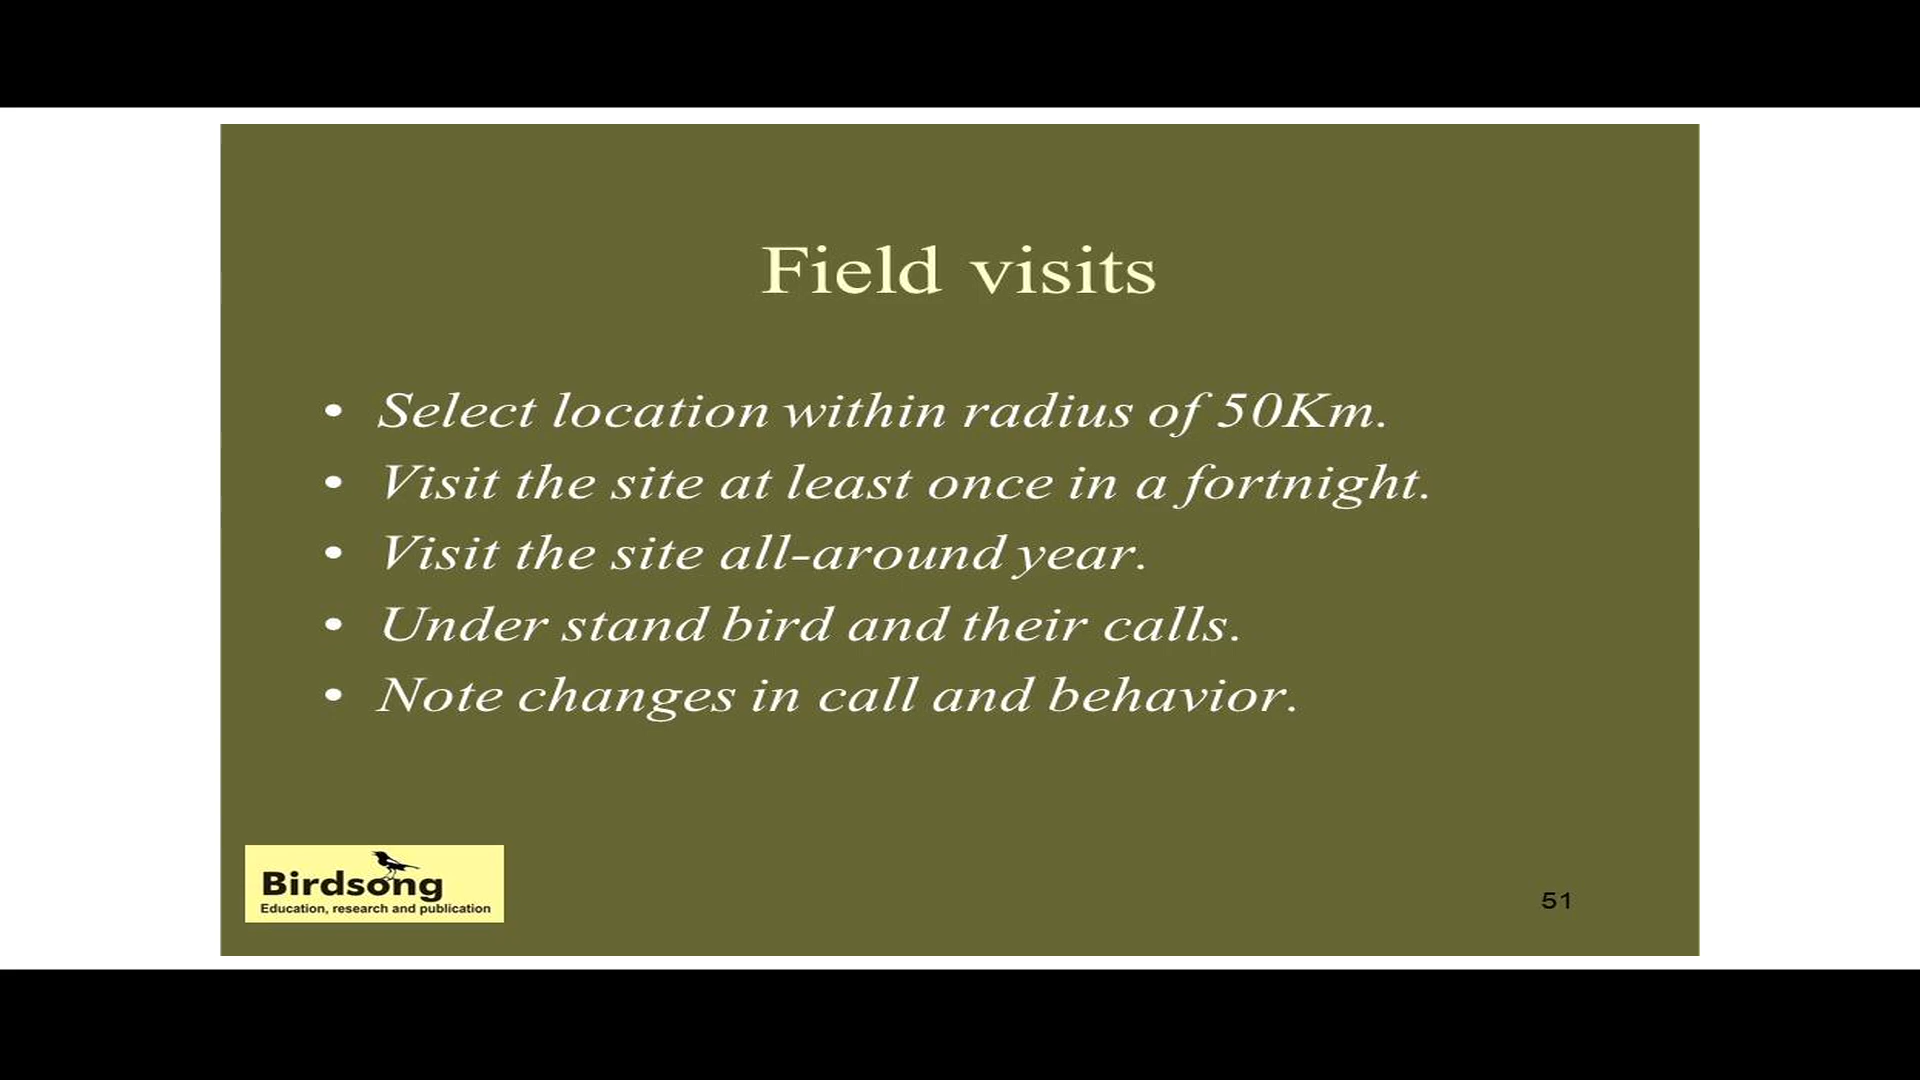 Field visits
• Select location within radius of 50Km.
• Visit the site at least once in a fortnight.
• Visit the site all-around year.
• Under stand bird and their calls.
• Note changes in call and behavior.
Birdsong
Education, research and publication
51